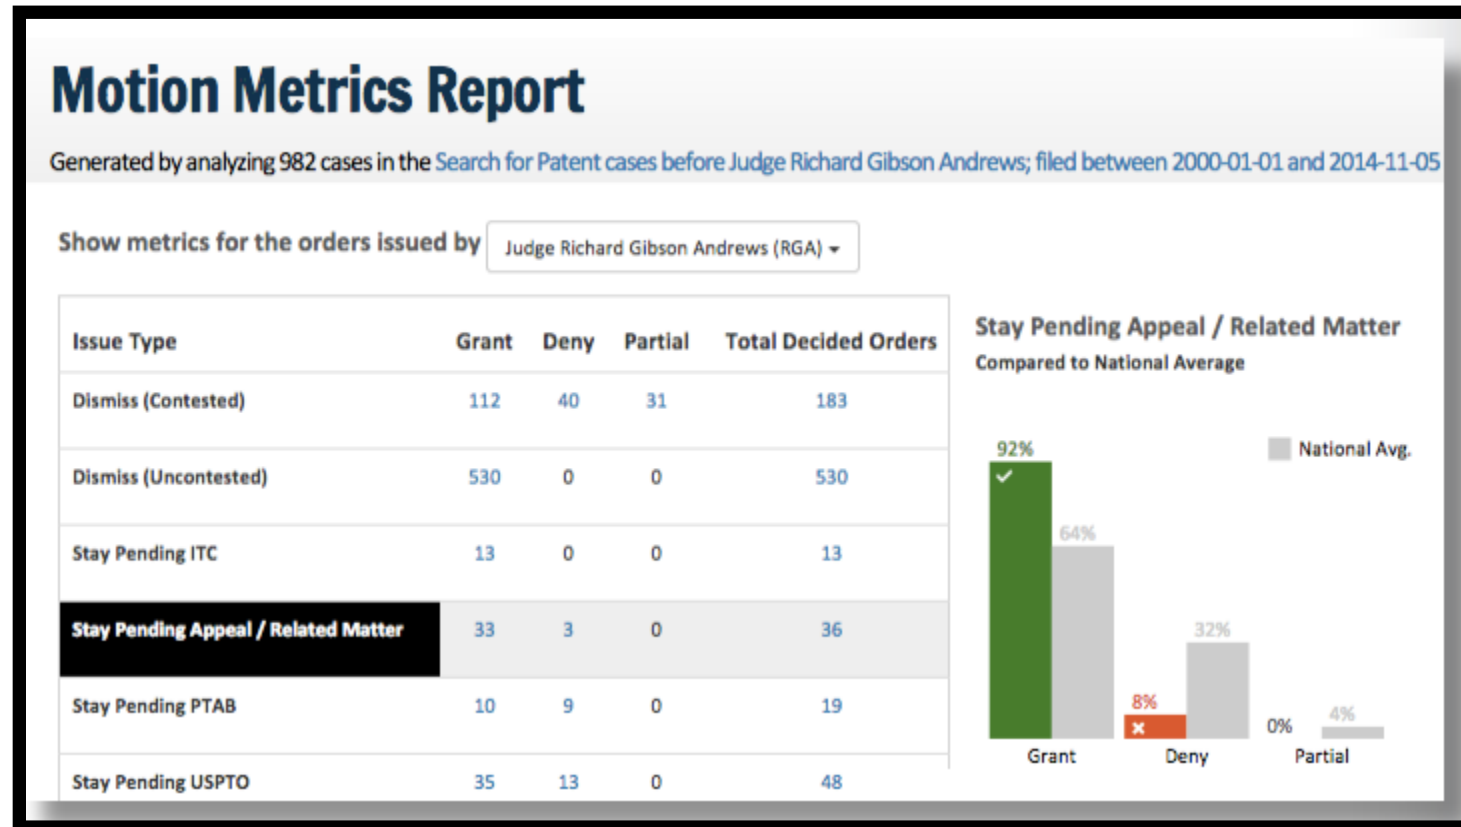 Motion Metrics Report
Generated by analyzing 982 cases in the Search for Patent cases before Judge Richard Gibson Andrews; filed between 2000-01-01 and 2014-11-05
Show metrics for the orders issued by Judge Richard Gibson Andrews (RGA)
Issue Type Grant Deny Partial Total Decided Orders
Dismiss (Contested) 112 40 31 183
Dismiss (Uncontested) 530 0 0 530
Stay Pending ITC 13 0 0 13
Stay Pending Appeal / Related Matter 33 3 0 36
Stay Pending PTAB 10 9 0 19
Stay Pending USPTO 35 13 0 48
Stay Pending Appeal / Related Matter
Compared to National Average
National Avg.
92%
64%
32%
8%
0%
4%
Grant Deny Partial